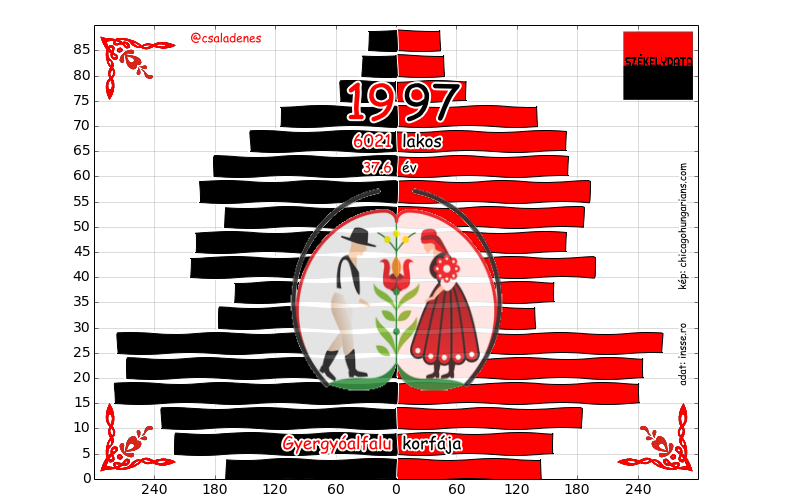 @csaladenes
SZÉKELYDATA
1997
6021 lakos
37.6 év
kép: chicagohungarians.com
adat: insse.ro
Gyergyóalfalu korfája
85
80
75
70
65
60
55
50
45
40
35
30
25
20
15
10
5
0
240 180 120 60 0 60 120 180 240